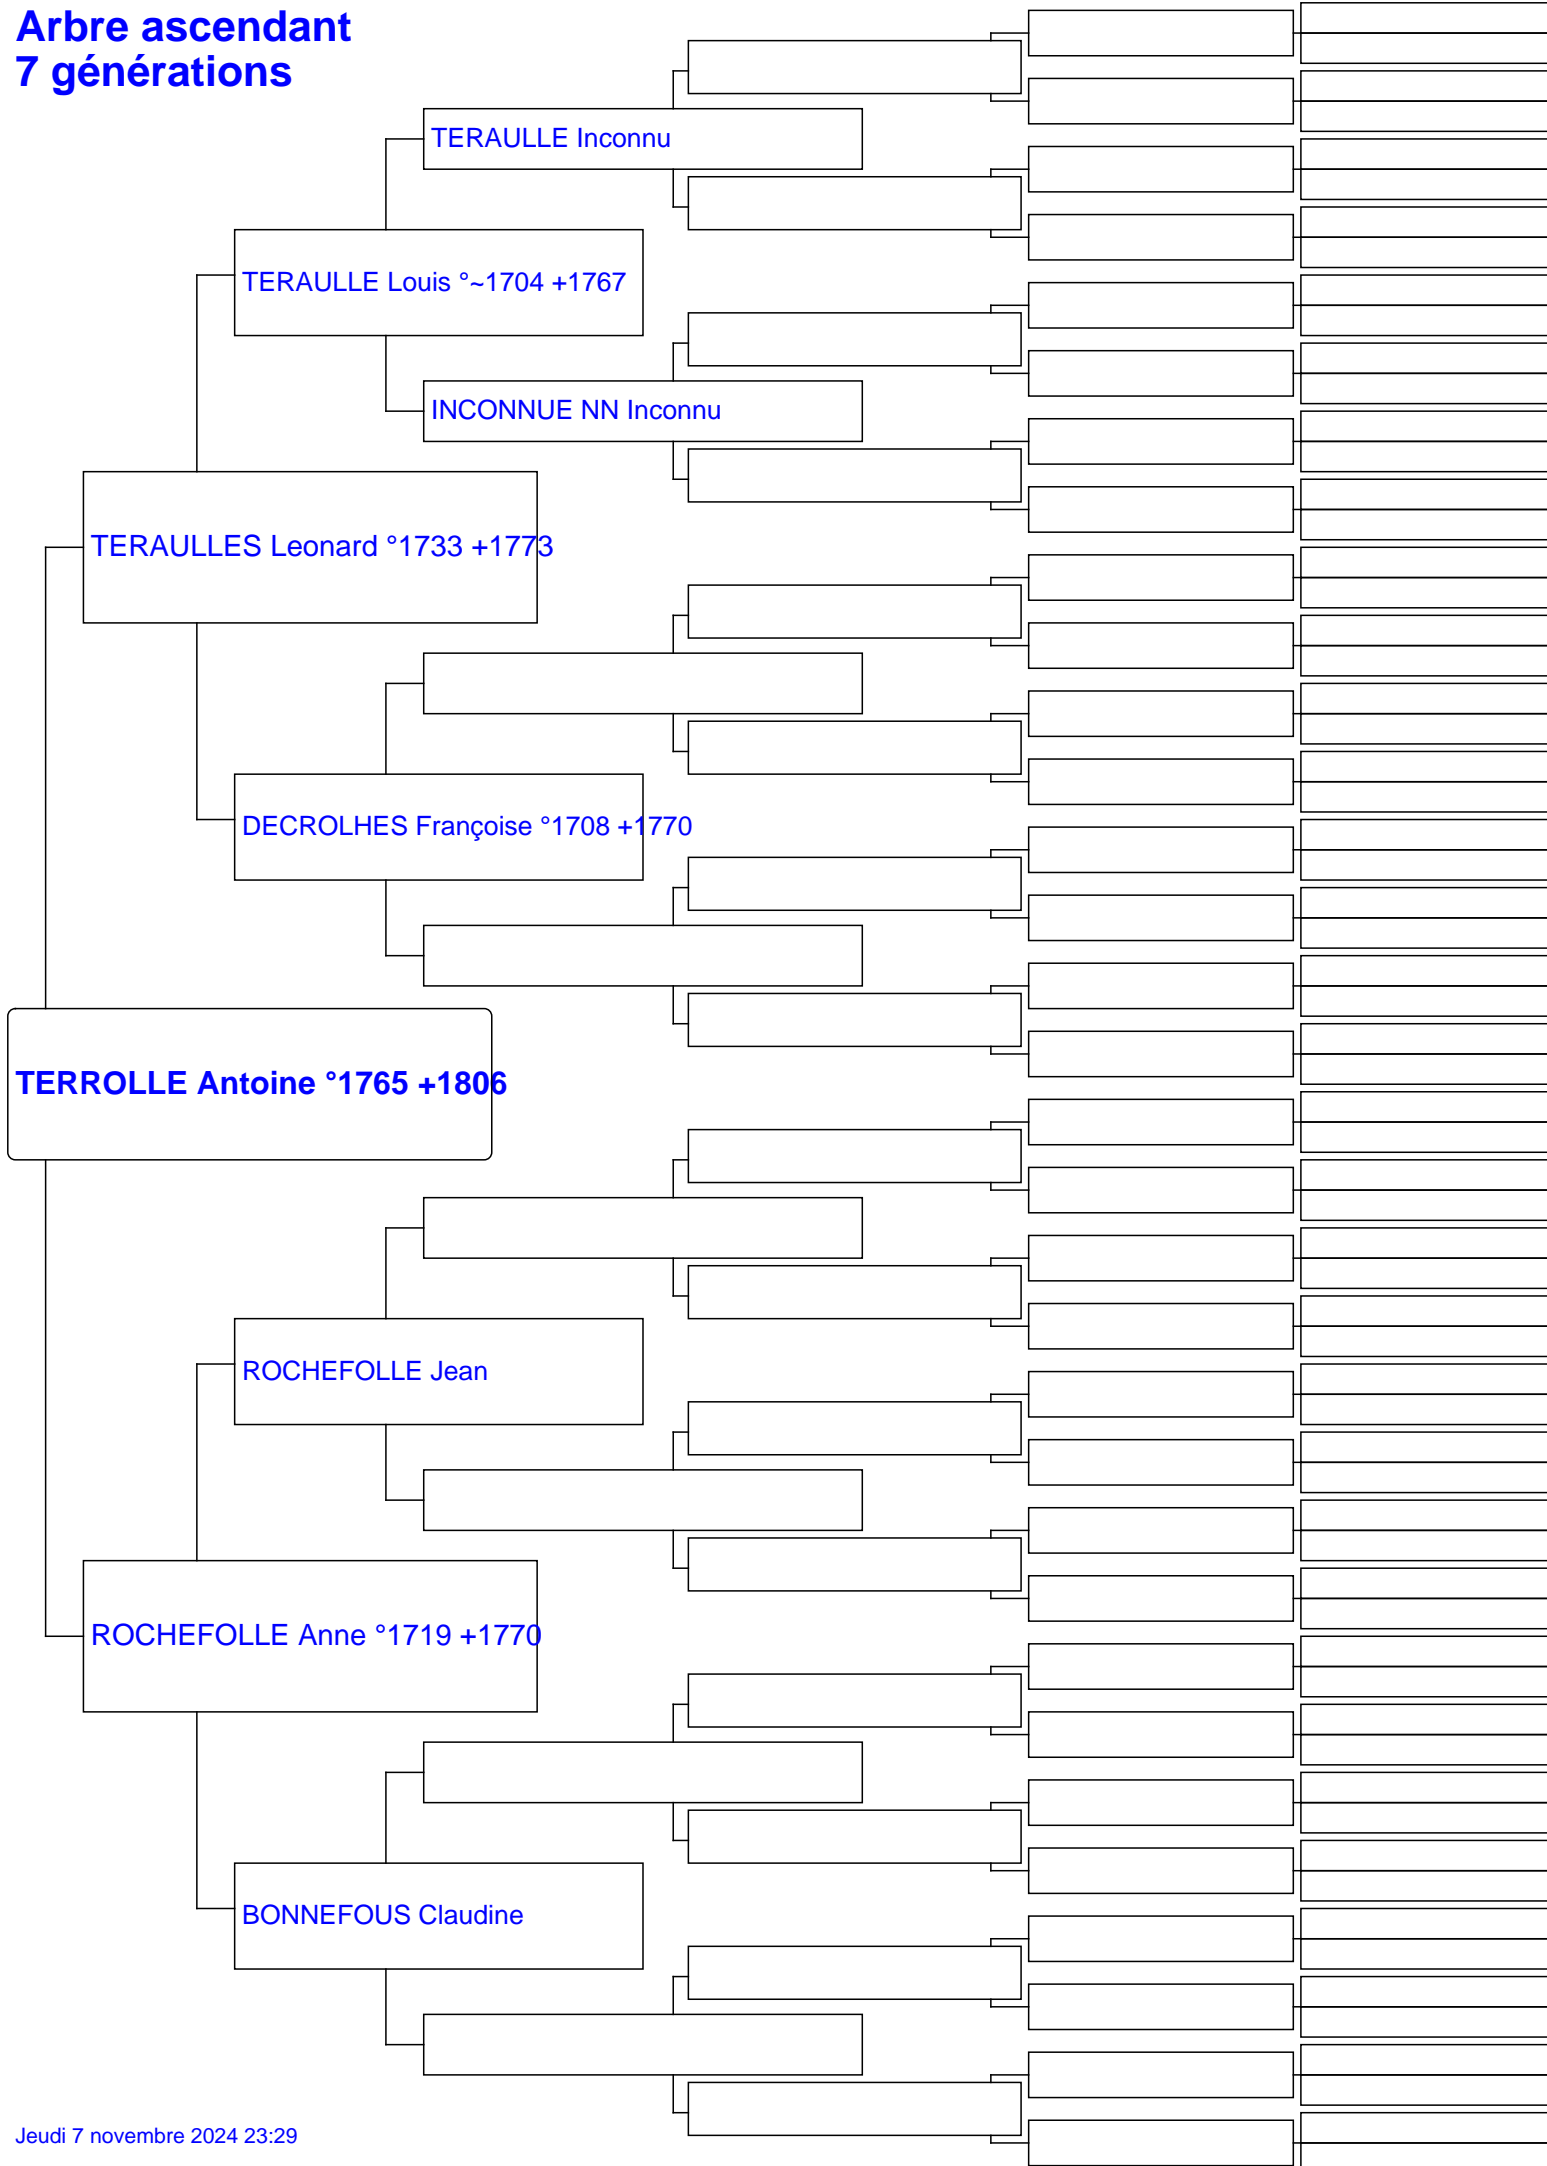 Arbre ascendant
7 générations
TERAULLE Inconnu
TERAULLE Louis °~1704 +1767
INCONNUE NN Inconnu
TERAULLES Leonard °1733 +1773
DECROLHES Françoise °1708 +1770
TERROLLE Antoine °1765 +1806
ROCHEFOLLE Jean
ROCHEFOLLE Anne °1719 +1770
BONNEFOUS Claudine
Jeudi 7 novembre 2024 23:29